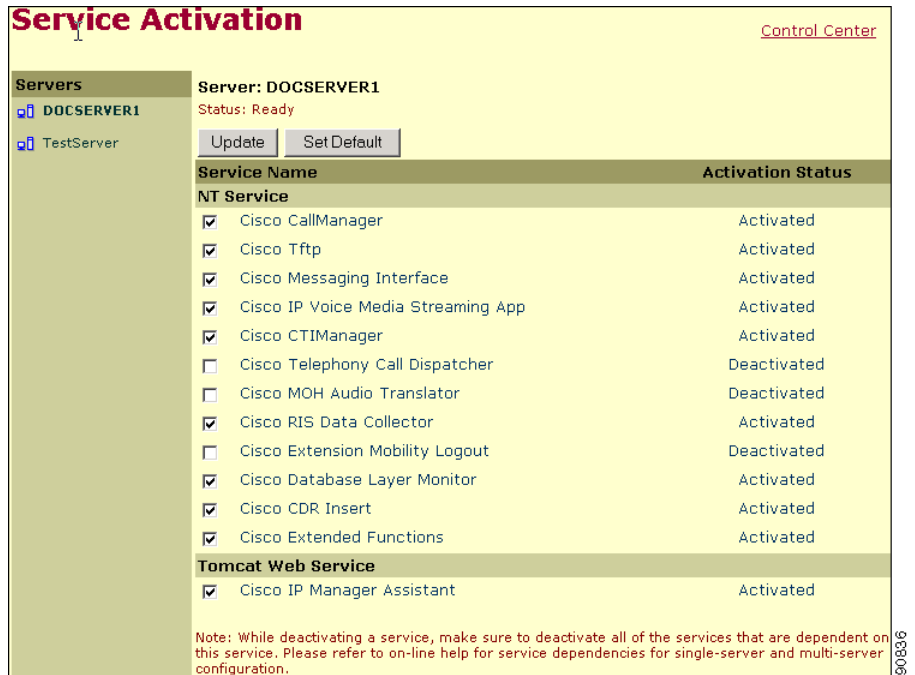 Service Activation
Control Center
Servers
DOCSERVER1
TestServer
Server: DOCSERVER1
Status: Ready
Update
Set Default
Service Name
Activation Status
NT Service
Cisco CallManager Activated
Cisco Tftp Activated
Cisco Messaging Interface Activated
Cisco IP Voice Media Streaming App Activated
Cisco CTIManager Activated
Cisco Telephony Call Dispatcher Deactivated
Cisco MOH Audio Translator Deactivated
Cisco RIS Data Collector Activated
Cisco Extension Mobility Logout Deactivated
Cisco Database Layer Monitor Activated
Cisco CDR Insert Activated
Cisco Extended Functions Activated
Tomcat Web Service
Cisco IP Manager Assistant Activated
Note: While deactivating a service, make sure to deactivate all of the services that are dependent on
this service. Please refer to on-line help for service dependencies for single-server and multi-server
configuration.
90836